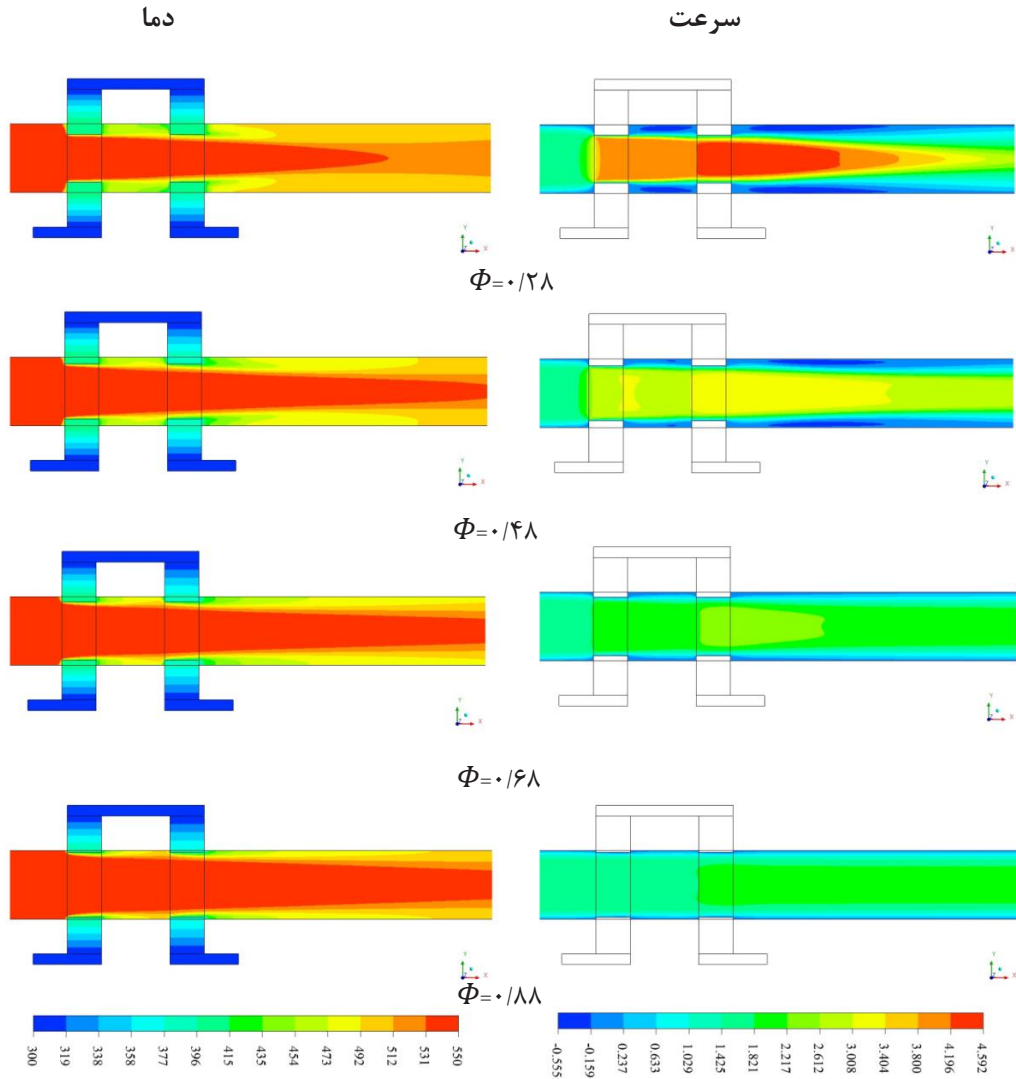 دما
سرعت
Φ=۰/۲۸
Φ=۰/۴۸
Φ=۰/۶۸
Φ=۰/۸۸
300 319 338 358 377 396 415 435 454 473 492 512 531 550
-0.555 -0.159 0.237 0.633 1.029 1.425 1.821 2.217 2.612 3.008 3.404 3.800 4.196 4.592